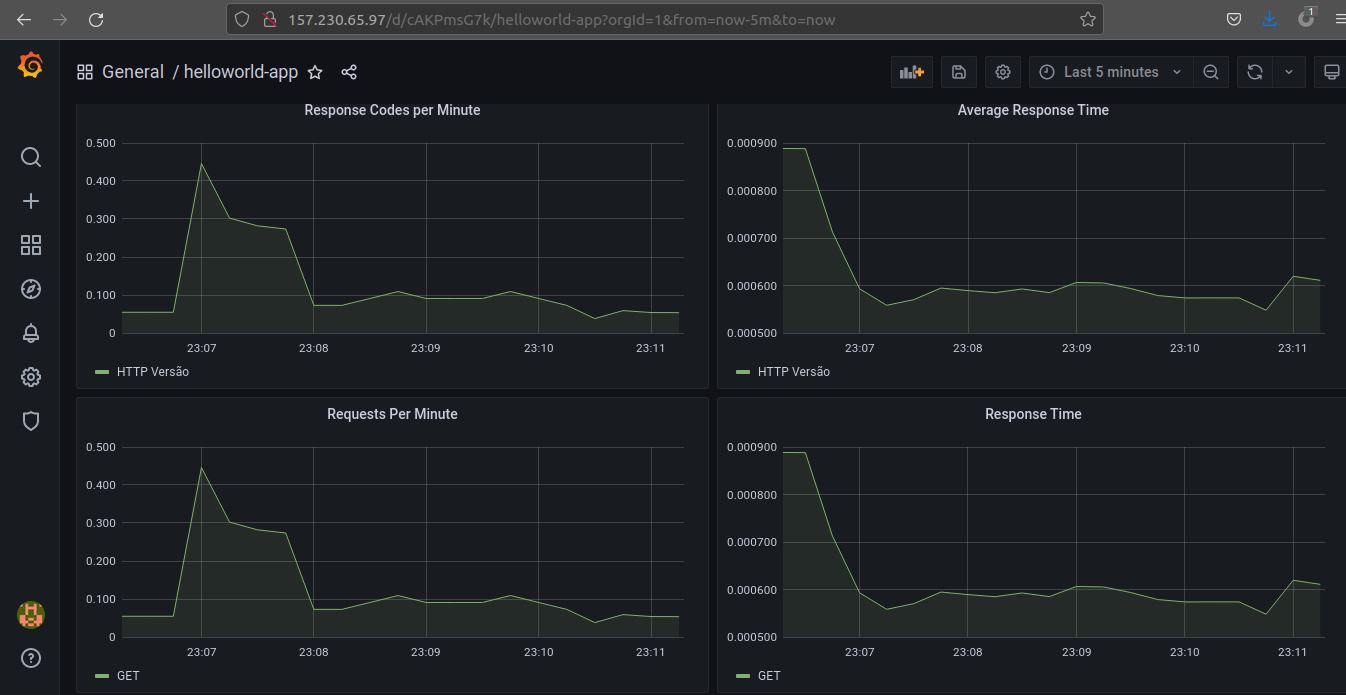 157.230.65.97/d/cAKPmsG7k/helloworld-app?orgId=1&from=now-5m&to=now
1
General / helloworld-app
Last 5 minutes
Response Codes per Minute
0.500
0.400
0.300
0.200
0.100
0
23:07 23:08 23:09 23:10 23:11
HTTP Versão
Average Response Time
0.000900
0.000800
0.000700
0.000600
0.000500
23:07 23:08 23:09 23:10 23:11
HTTP Versão
Requests Per Minute
0.500
0.400
0.300
0.200
0.100
0
23:07 23:08 23:09 23:10 23:11
GET
Response Time
0.000900
0.000800
0.000700
0.000600
0.000500
23:07 23:08 23:09 23:10 23:11
GET